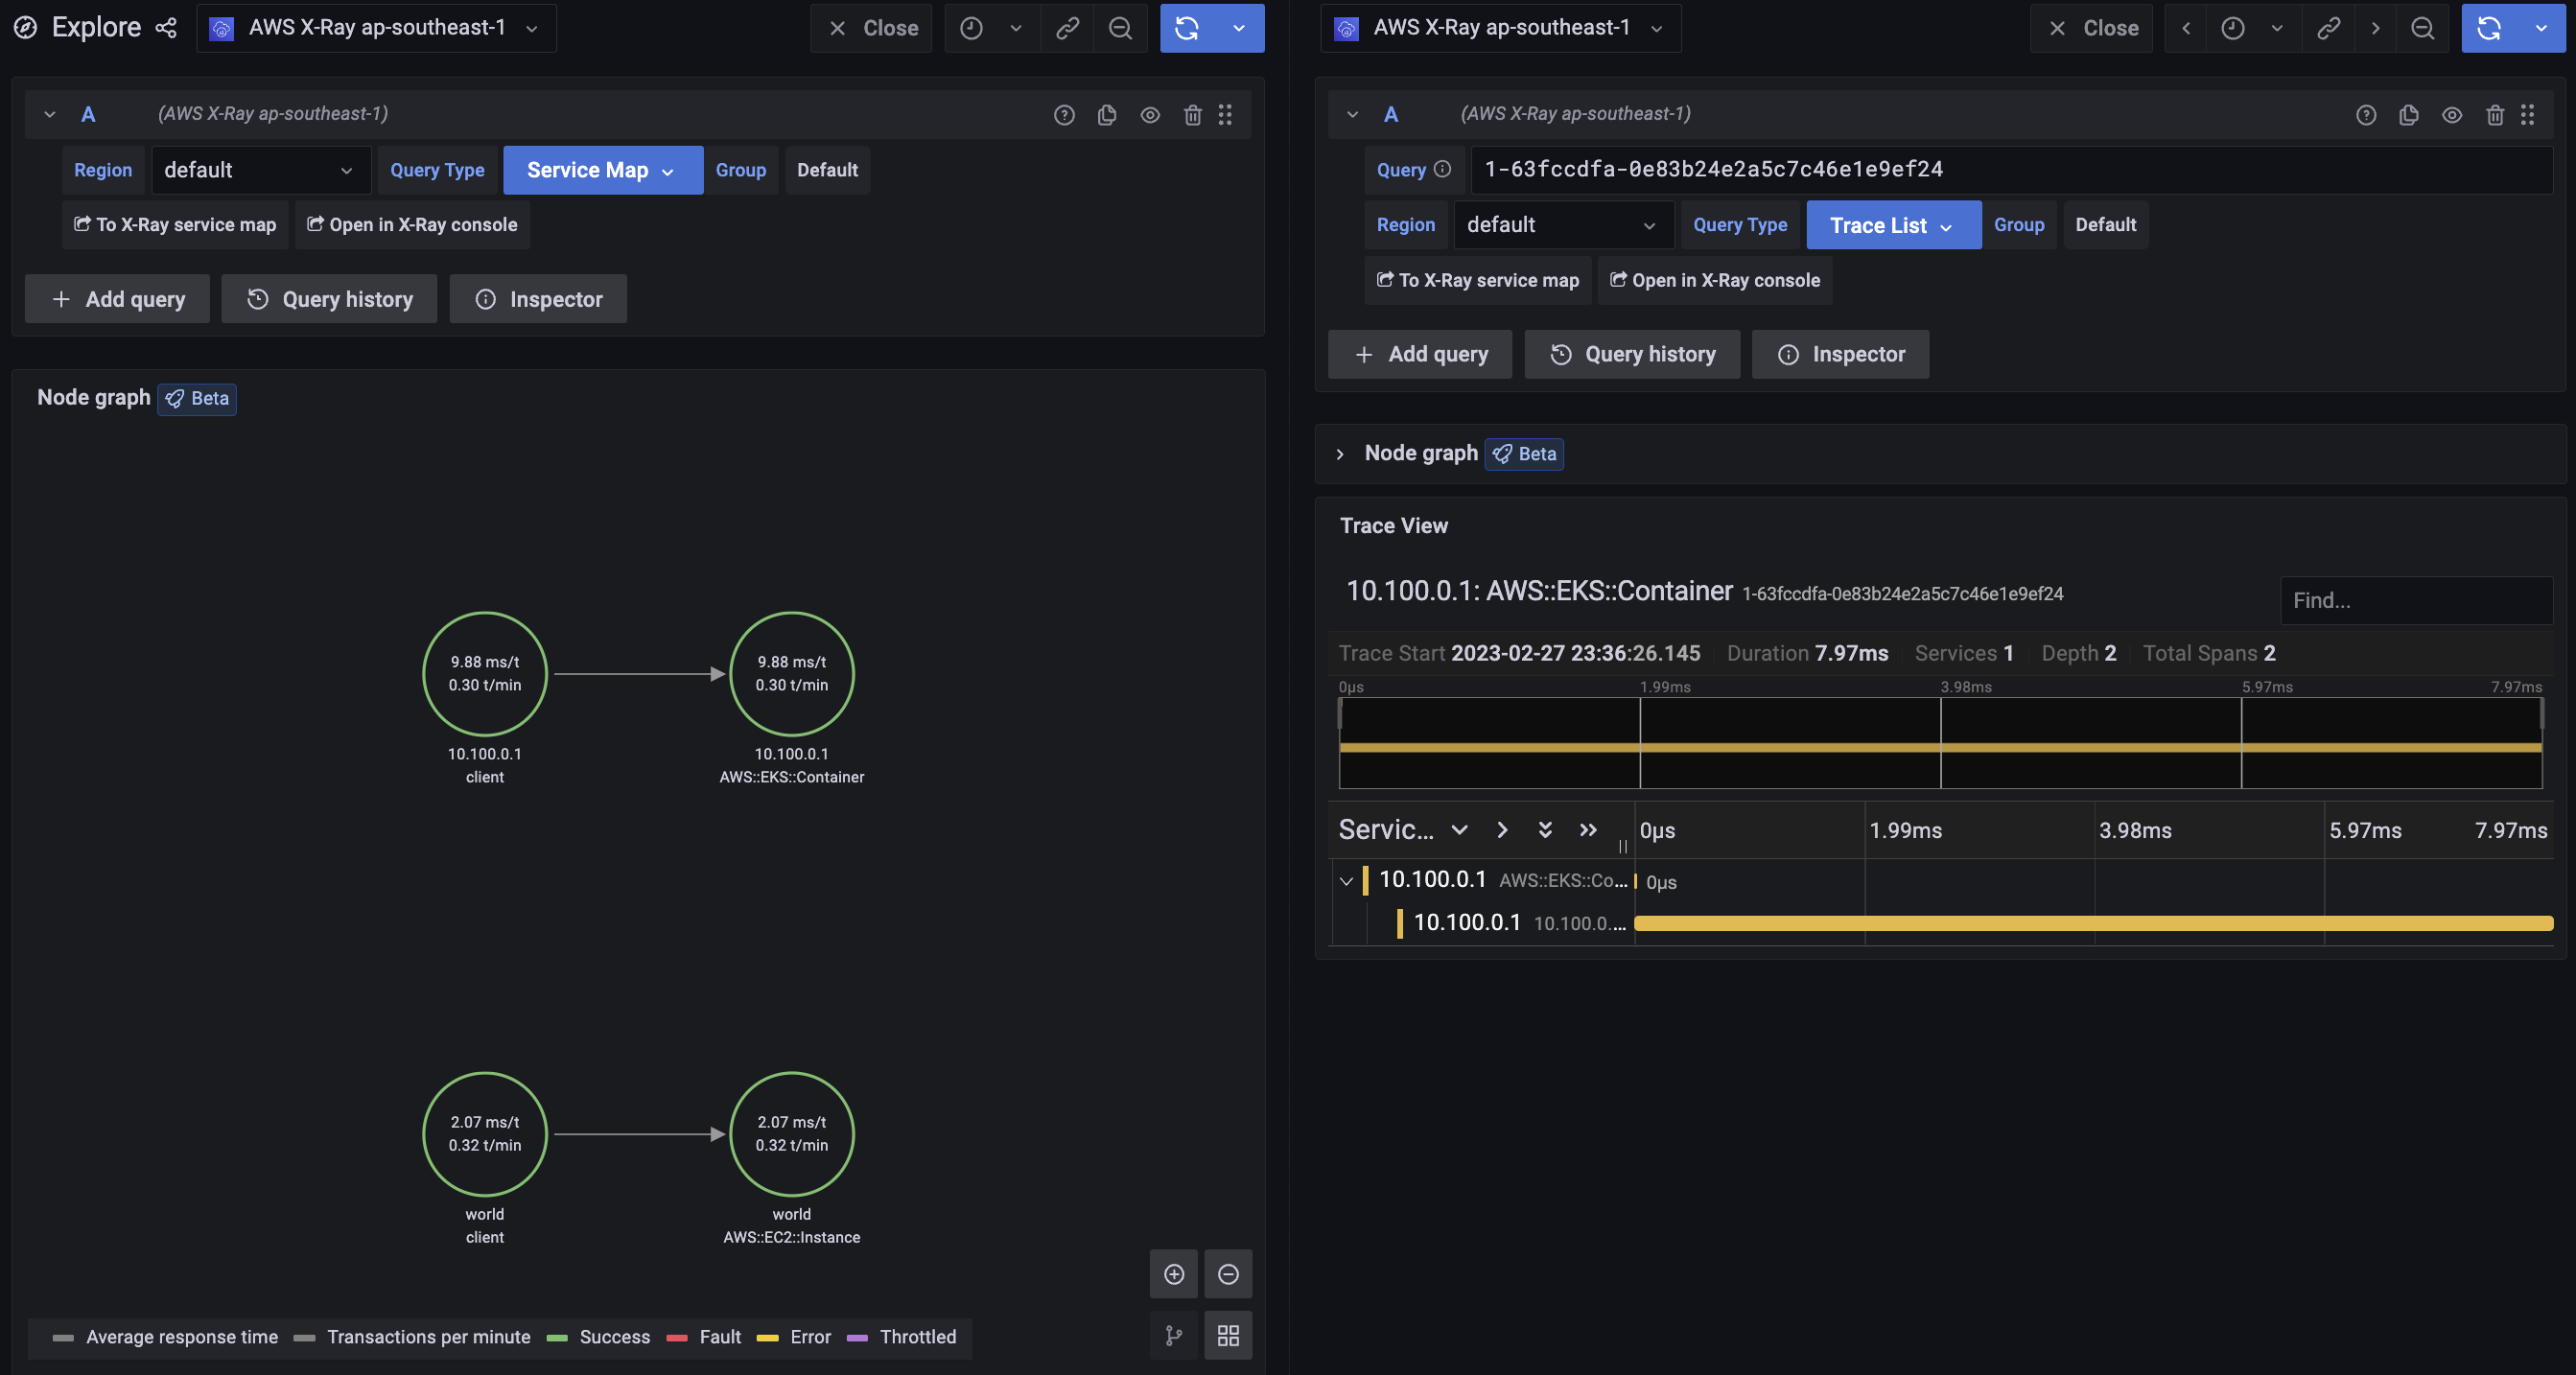 Explore
AWS X-Ray ap-southeast-1
Close
A
(AWS X-Ray ap-southeast-1)
Region
default
Query Type
Service Map
Group
Default
To X-Ray service map
Open in X-Ray console
Add query
Query history
Inspector
Node graph
Beta
9.88 ms/t
0.30 t/min
10.100.0.1
client
9.88 ms/t
0.30 t/min
10.100.0.1
AWS::EKS::Container
2.07 ms/t
0.32 t/min
world
client
2.07 ms/t
0.32 t/min
world
AWS::EC2::Instance
Average response time
Transactions per minute
Success
Fault
Error
Throttled
AWS X-Ray ap-southeast-1
Close
A
(AWS X-Ray ap-southeast-1)
Query
1-63fccdfa-0e83b24e2a5c7c46e1e9ef24
Region
default
Query Type
Trace List
Group
Default
To X-Ray service map
Open in X-Ray console
Add query
Query history
Inspector
Node graph
Beta
Trace View
10.100.0.1: AWS::EKS::Container 1-63fccdfa-0e83b24e2a5c7c46e1e9ef24
Find...
Trace Start 2023-02-27 23:36:26.145
Duration 7.97ms
Services 1
Depth 2
Total Spans 2
0μs
1.99ms
3.98ms
5.97ms
7.97ms
Servic...
0μs
1.99ms
3.98ms
5.97ms
7.97ms
10.100.0.1 AWS::EKS::Co...
0μs
10.100.0.1 10.100.0....